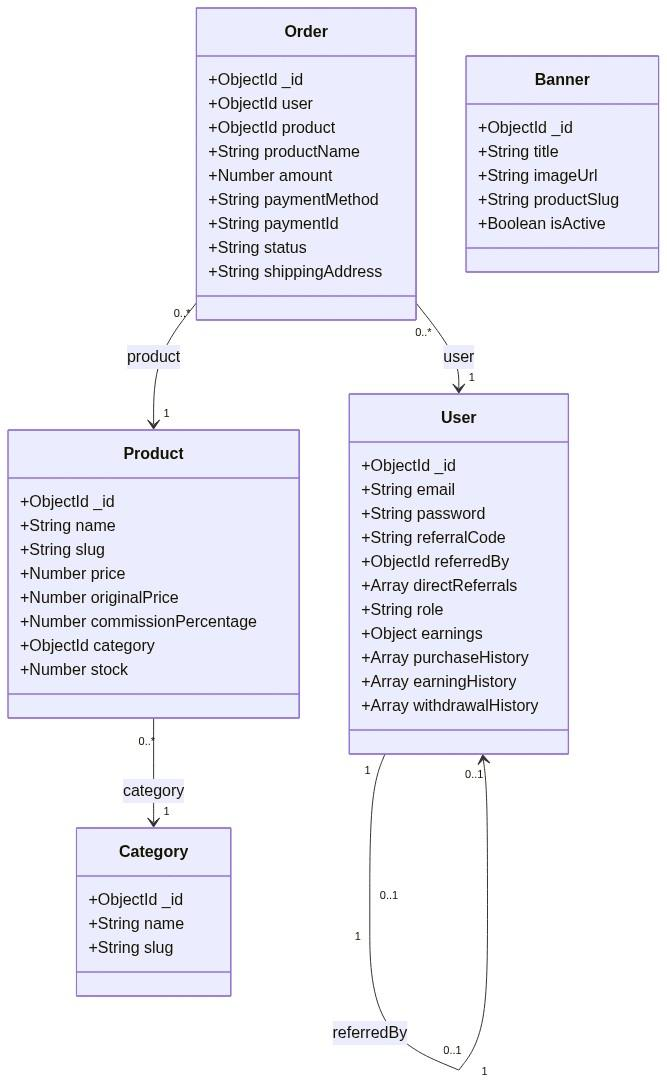 Order
+ObjectId _id
+ObjectId user
+ObjectId product
+String productName
+Number amount
+String paymentMethod
+String paymentId
+String status
+String shippingAddress
Banner
+ObjectId _id
+String title
+String imageUrl
+String productSlug
+Boolean isActive
0..*
product
1
0..*
user
1
Product
+ObjectId _id
+String name
+String slug
+Number price
+Number originalPrice
+Number commissionPercentage
+ObjectId category
+Number stock
User
+ObjectId _id
+String email
+String password
+String referralCode
+ObjectId referredBy
+Array directReferrals
+String role
+Object earnings
+Array purchaseHistory
+Array earningHistory
+Array withdrawalHistory
0..*
category
1
Category
+ObjectId _id
+String name
+String slug
1
0..1
0..1
1
referredBy
0..1
1